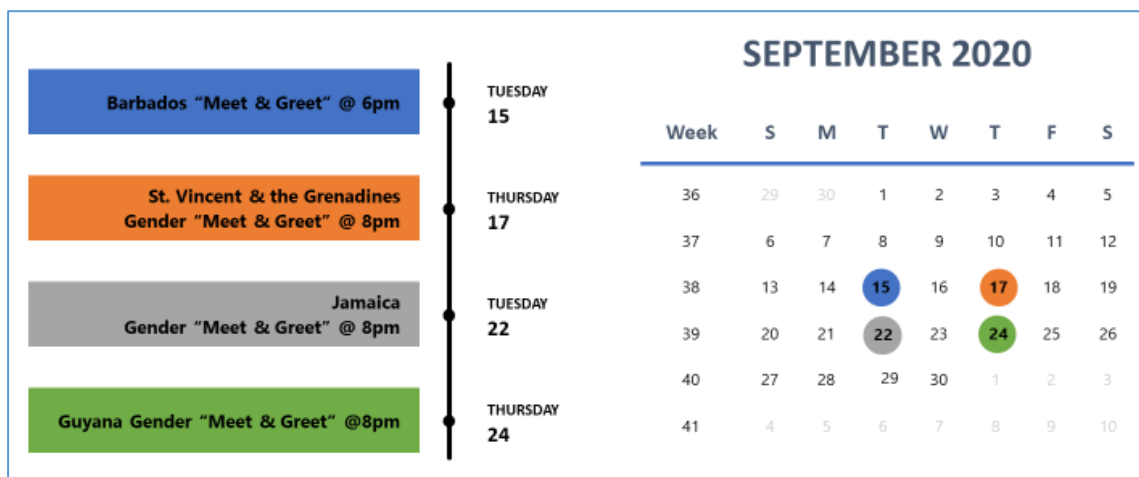 Barbados “Meet & Greet” @ 6pm
TUESDAY
15
St. Vincent & the Grenadines
Gender “Meet & Greet” @ 8pm
THURSDAY
17
Jamaica
Gender “Meet & Greet” @ 8pm
TUESDAY
22
Guyana Gender “Meet & Greet” @8pm
THURSDAY
24
SEPTEMBER 2020
Week S M T W T F S
36 29 30 1 2 3 4 5
37 6 7 8 9 10 11 12
38 13 14 15 16 17 18 19
39 20 21 22 23 24 25 26
40 27 28 29 30 1 2 3
41 4 5 6 7 8 9 10